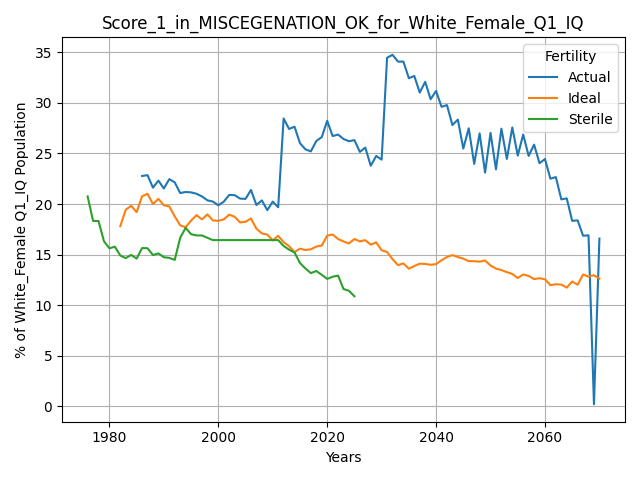 Score_1_in_MISCEGENATION_OK_for_White_Female_Q1_IQ
Fertility
Actual
Ideal
Sterile
% of White_Female Q1_IQ Population
35
30
25
20
15
10
5
0
1980
2000
2020
2040
2060
Years